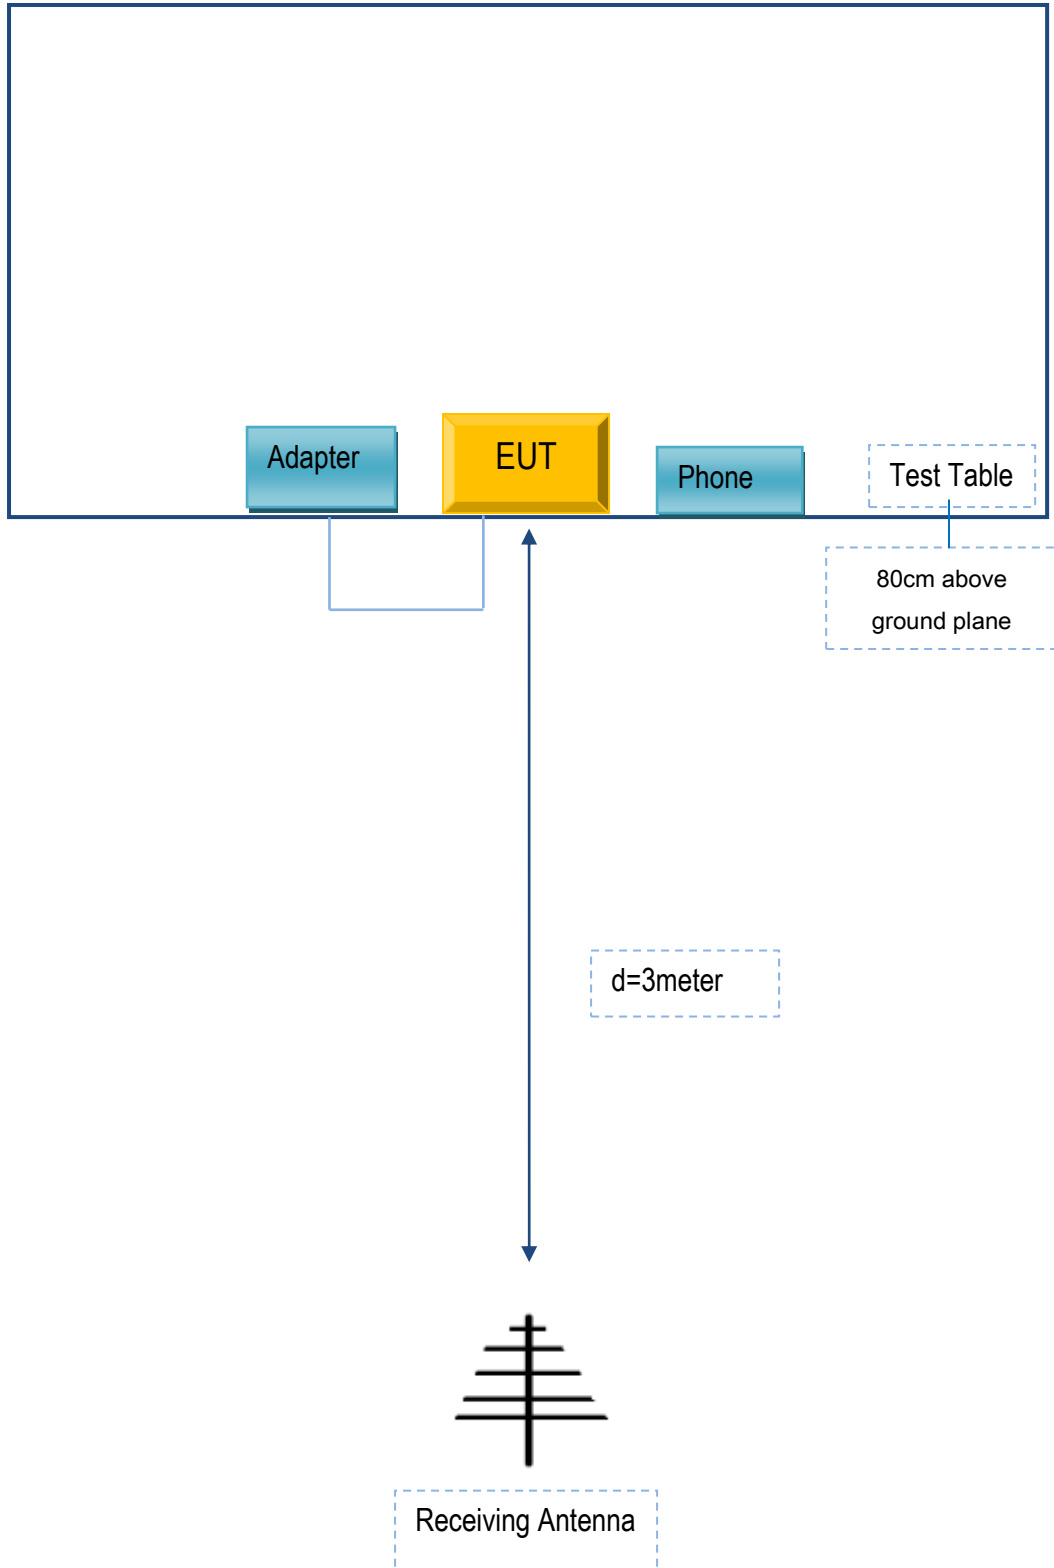 Adapter
EUT
Phone
Test Table
80cm above
ground plane
d=3meter
Receiving Antenna